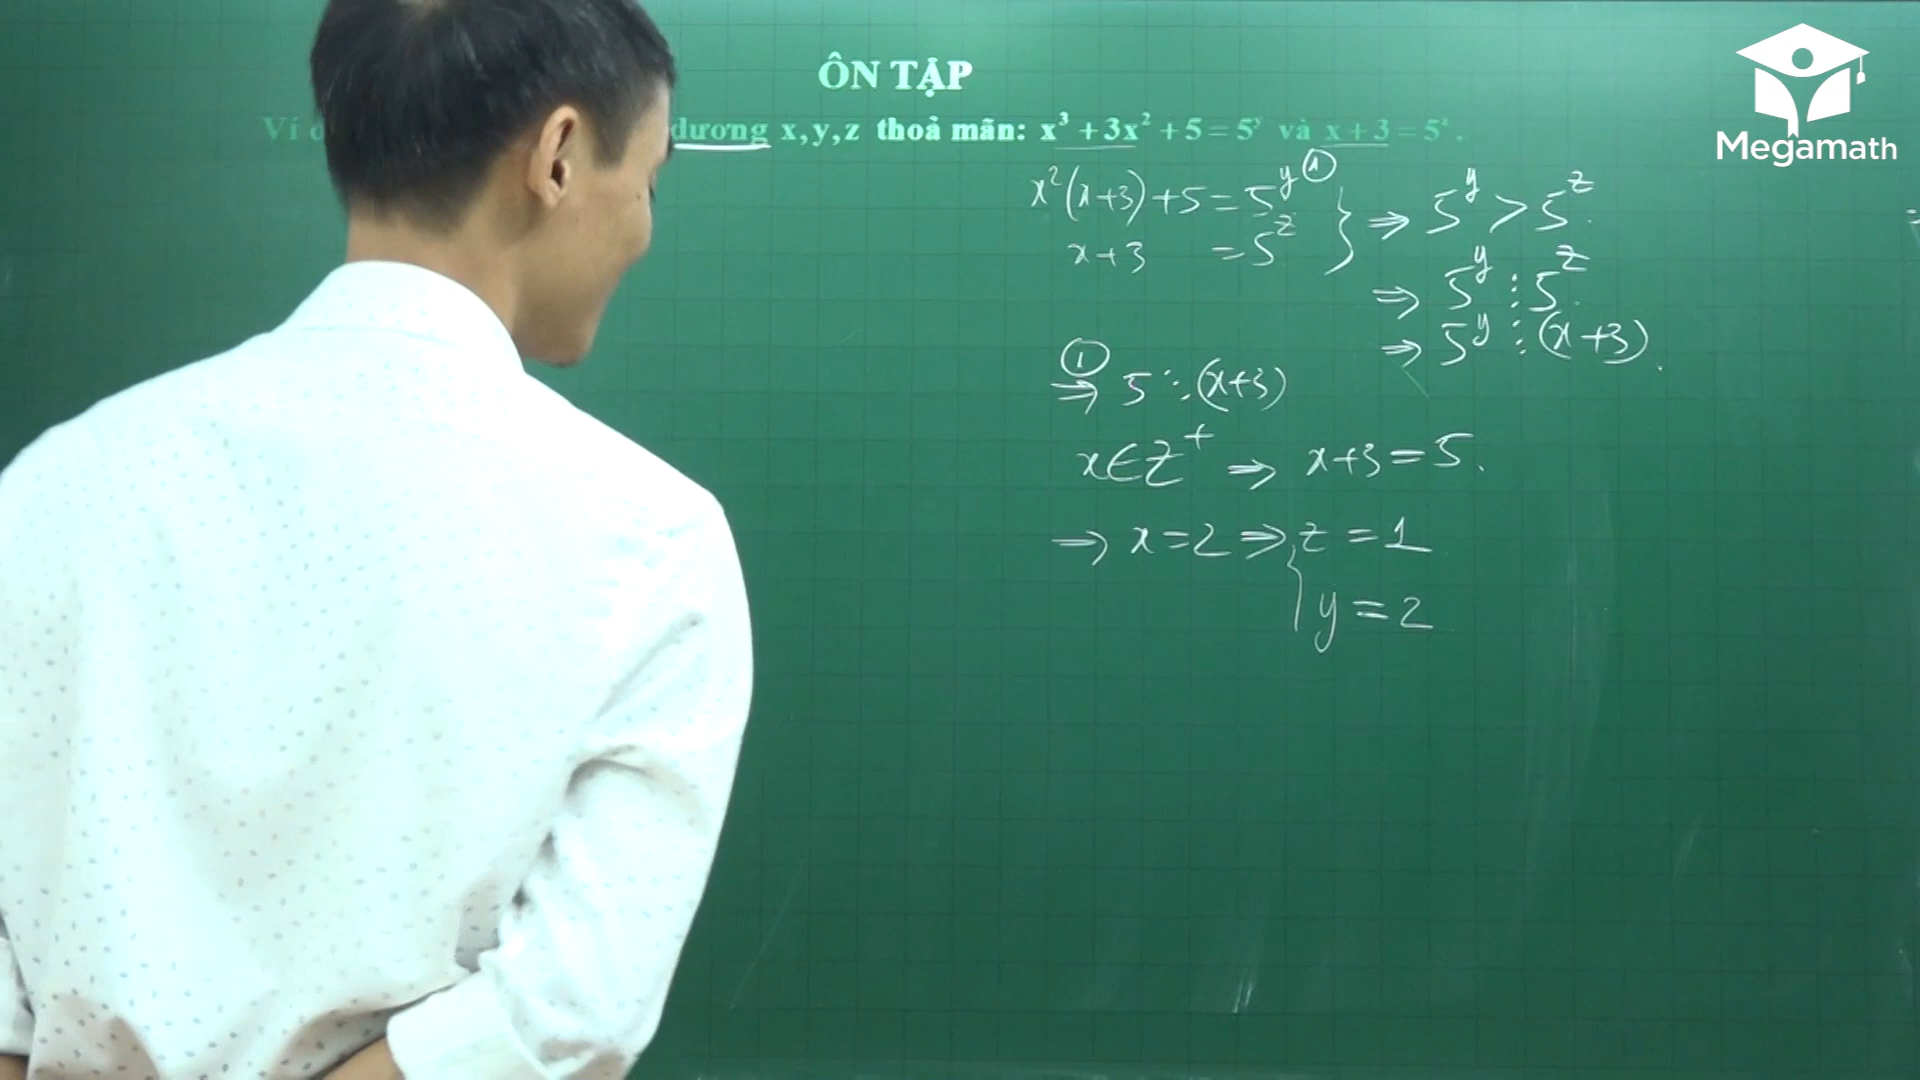 ÔN TẬP
Ví dương x, y, z thoả mãn: x³ + 3x² + 5 = 5ʸ và x + 3 = 5ᶻ.
Megamath
x²(x+3) + 5 = 5ʸ ① } ⇒ 5ʸ > 5ᶻ.
x+3 = 5ᶻ
⇒ 5ʸ ⋮ 5ᶻ.
⇒ 5ʸ ⋮ (x+3).
① ⇒ 5 ⋮ (x+3)
x ∈ Z⁺ ⇒ x+3 = 5.
⇒ x = 2 ⇒ { z = 1
y = 2